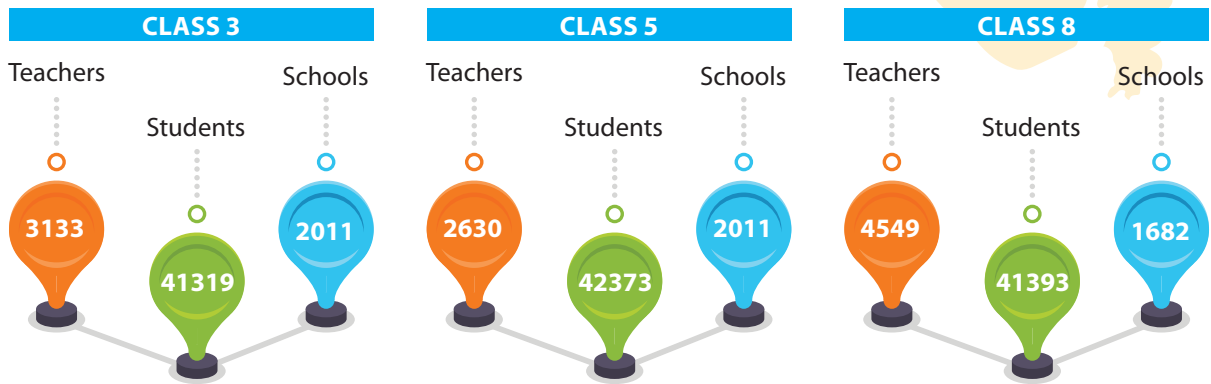 CLASS 3
Teachers
Students
Schools
3133
41319
2011
CLASS 5
Teachers
Students
Schools
2630
42373
2011
CLASS 8
Teachers
Students
Schools
4549
41393
1682